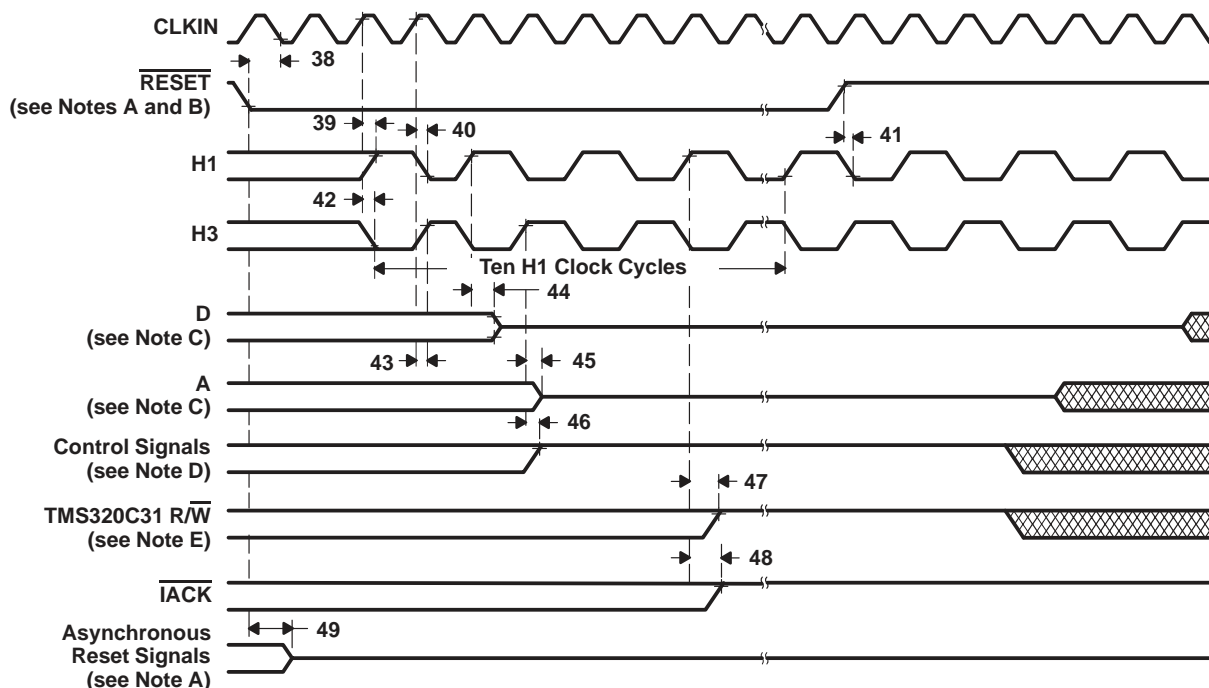 CLKIN
38
RESET
(see Notes A and B)
39
40
41
H1
42
H3
Ten H1 Clock Cycles
44
D
(see Note C)
43
45
A
(see Note C)
46
Control Signals
(see Note D)
47
TMS320C31 R/W
(see Note E)
48
IACK
49
Asynchronous
Reset Signals
(see Note A)